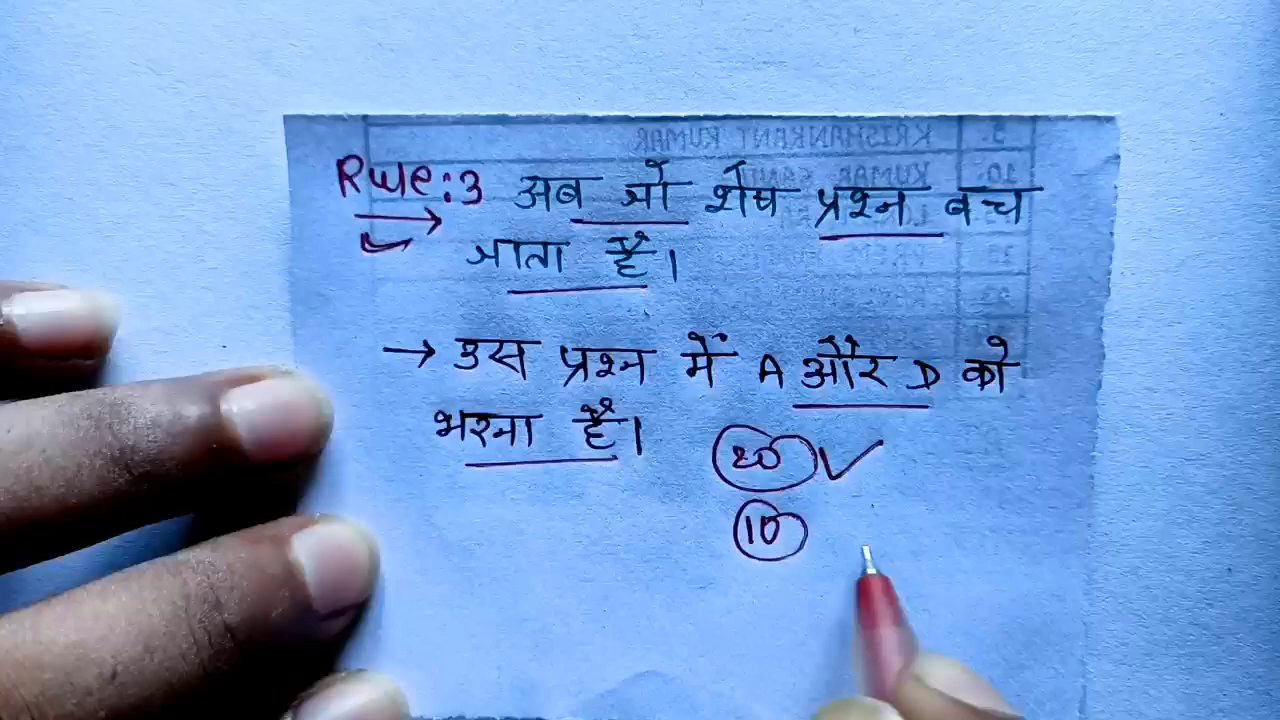 Rule:3 अब जो शेष प्रश्न बच
जाता है।
→ उस प्रश्न में A और D को
भरना है।
20 ✓
10